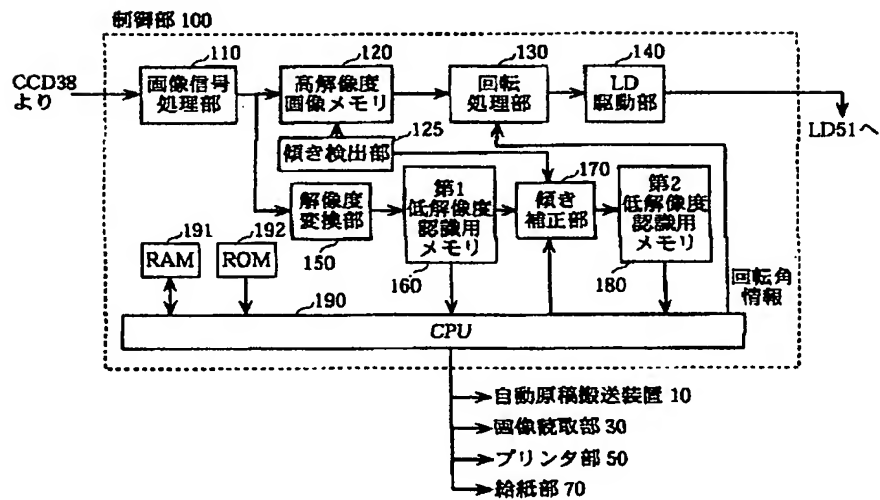 制御部 100
CCD38
より
110
画像信号
処理部
120
高解像度
画像メモリ
130
回転
処理部
140
LD
駆動部
LD51へ
125
傾き検出部
解像度
変換部
150
第1
低解像度
認識用
メモリ
160
170
傾き
補正部
第2
低解像度
認識用
メモリ
180
191
RAM
192
ROM
回転角
情報
190
CPU
自動原稿搬送装置 10
画像読取部 30
プリンタ部 50
給紙部 70